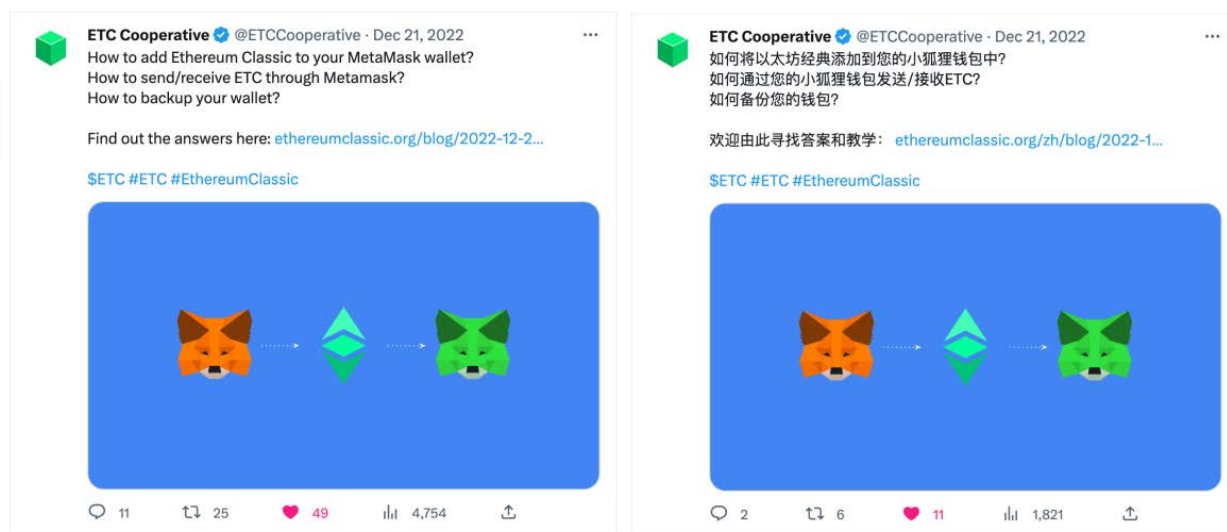 ETC Cooperative @ETCCooperative · Dec 21, 2022
How to add Ethereum Classic to your MetaMask wallet?
How to send/receive ETC through Metamask?
How to backup your wallet?
Find out the answers here: ethereumclassic.org/blog/2022-12-2...
$ETC #ETC #EthereumClassic
11 25 49 4,754
ETC Cooperative @ETCCooperative · Dec 21, 2022
如何将以太坊经典添加到您的小狐狸钱包中?
如何通过您的小狐狸钱包发送/接收ETC?
如何备份您的钱包?
欢迎由此寻找答案和教学： ethereumclassic.org/zh/blog/2022-1...
$ETC #ETC #EthereumClassic
2 6 11 1,821